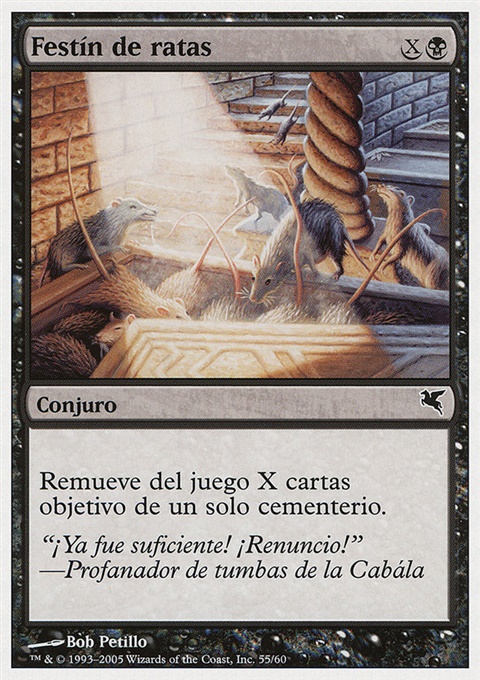 Festín de ratas X
Conjuro
Remueve del juego X cartas
objetivo de un solo cementerio.
“¡Ya fue suficiente! ¡Renuncio!”
—Profanador de tumbas de la Cabála
Bob Petillo
™ & © 1993–2005 Wizards of the Coast, Inc. 55/60